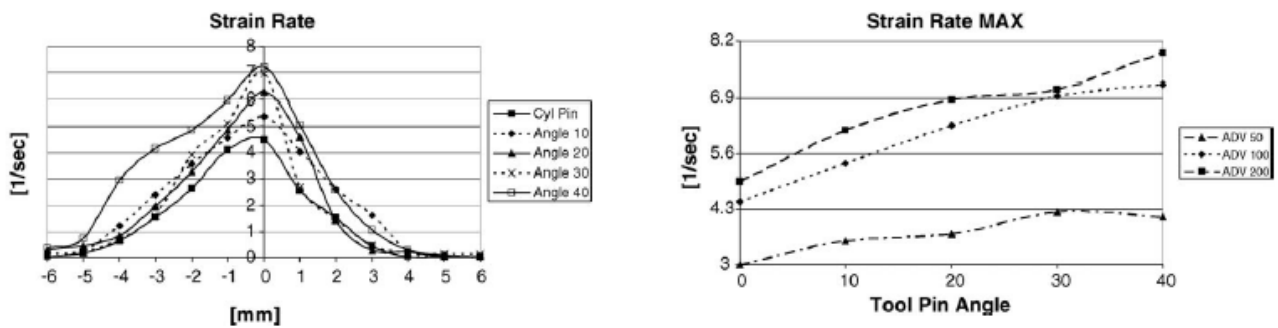 Strain Rate
8
7
6
5
4
3
2
1
0
-6 -5 -4 -3 -2 -1 0 1 2 3 4 5 6
[1/sec]
[mm]
Cyl Pin
Angle 10
Angle 20
Angle 30
Angle 40
Strain Rate MAX
8.2
6.9
5.6
4.3
3
0 10 20 30 40
[1/sec]
Tool Pin Angle
ADV 50
ADV 100
ADV 200